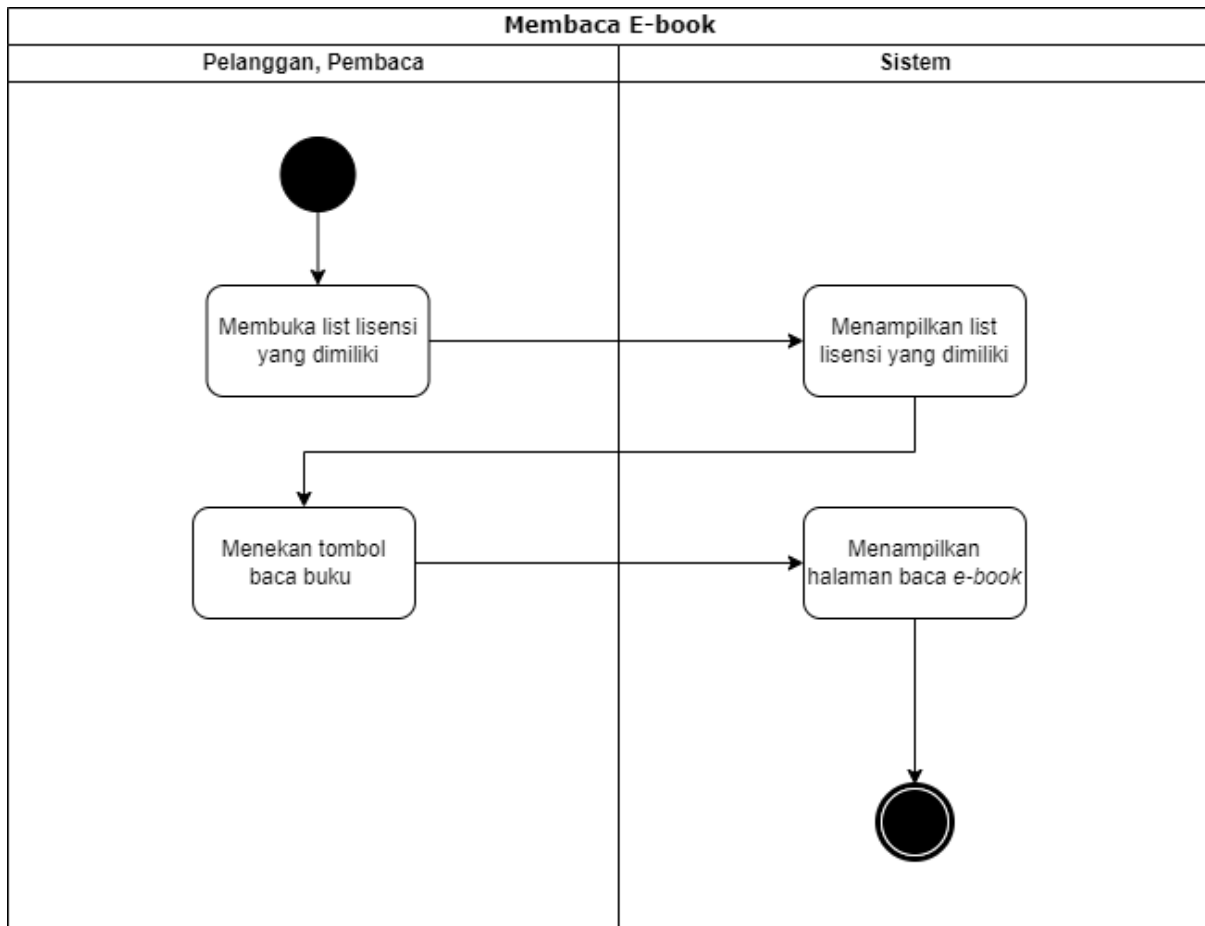 Membaca E-book
Pelanggan, Pembaca
Sistem
Membuka list lisensi
yang dimiliki
Menampilkan list
lisensi yang dimiliki
Menekan tombol
baca buku
Menampilkan
halaman baca e-book